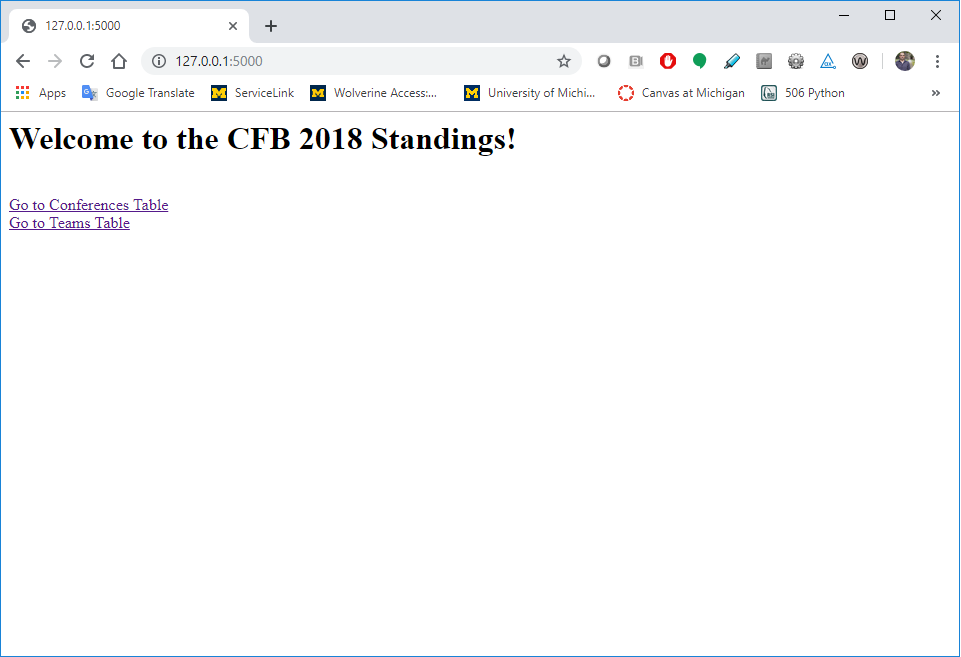 127.0.0.1:5000
127.0.0.1:5000
Apps Google Translate ServiceLink Wolverine Access:... University of Michi... Canvas at Michigan 506 Python »
Welcome to the CFB 2018 Standings!
Go to Conferences Table
Go to Teams Table